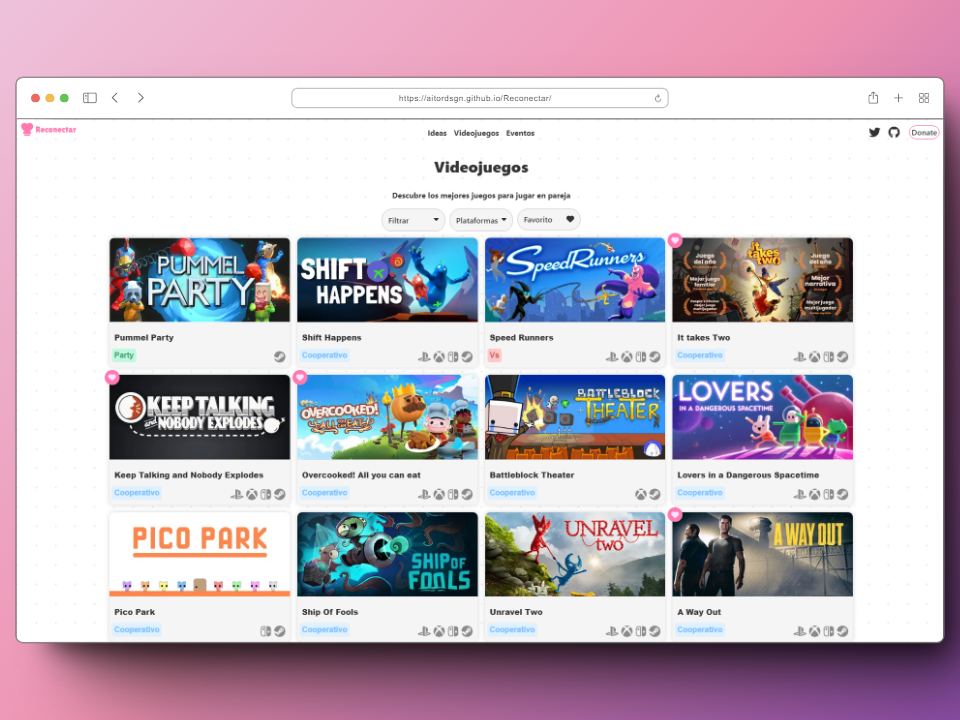 https://aitordsgn.github.io/Reconectar/
Reconectar
Ideas Videojuegos Eventos
Donate
Videojuegos
Descubre los mejores juegos para jugar en pareja
Filtrar
Plataformas
Favorito
PUMMEL
PARTY
SHIFT
HAPPENS
SpeedRunners
Juego
del año
it
takes
two
Juego
del año
Mejor juego
familiar
Mejor
narrativa
Mejor juego
multijugador
Pummel Party
Shift Happens
Speed Runners
It takes Two
Party
Cooperativo
Vs
Cooperativo
KEEP TALKING
and NOBODY EXPLODES
OVERCOOKED!
ALL YOU CAN EAT
BATTLEBLOCK
THEATER
LOVERS
IN A DANGEROUS SPACETIME
Keep Talking and Nobody Explodes
Overcooked! All you can eat
Battleblock Theater
Lovers in a Dangerous Spacetime
Cooperativo
Cooperativo
Cooperativo
Cooperativo
PICO PARK
SHIP OF
FOOLS
UNRAVEL
TWO
A WAY OUT
Pico Park
Ship Of Fools
Unravel Two
A Way Out
Cooperativo
Cooperativo
Cooperativo
Cooperativo